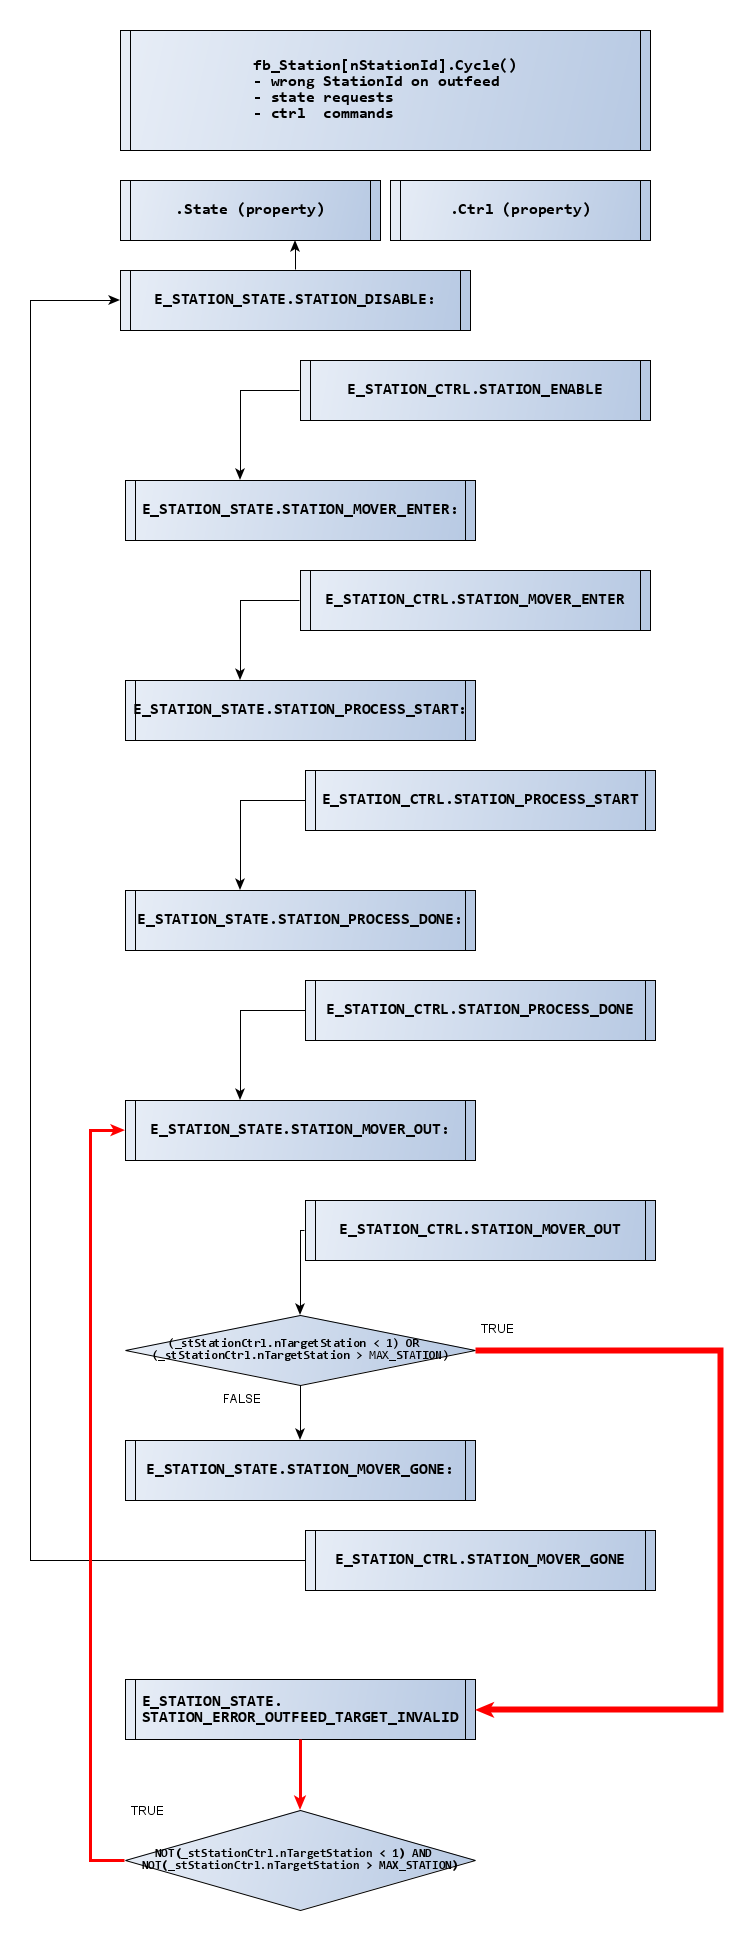 fb_Station[nStationId].Cycle()
- wrong StationId on outfeed
- state requests
- ctrl  commands
.State (property)
.Ctrl (property)
E_STATION_STATE.STATION_DISABLE:
E_STATION_CTRL.STATION_ENABLE
E_STATION_STATE.STATION_MOVER_ENTER:
E_STATION_CTRL.STATION_MOVER_ENTER
E_STATION_STATE.STATION_PROCESS_START:
E_STATION_CTRL.STATION_PROCESS_START
E_STATION_STATE.STATION_PROCESS_DONE:
E_STATION_CTRL.STATION_PROCESS_DONE
E_STATION_STATE.STATION_MOVER_OUT:
E_STATION_CTRL.STATION_MOVER_OUT
(_stStationCtrl.nTargetStation < 1) OR
(_stStationCtrl.nTargetStation > MAX_STATION)
TRUE
FALSE
E_STATION_STATE.STATION_MOVER_GONE:
E_STATION_CTRL.STATION_MOVER_GONE
E_STATION_STATE.
STATION_ERROR_OUTFEED_TARGET_INVALID
TRUE
NOT(_stStationCtrl.nTargetStation < 1) AND
NOT(_stStationCtrl.nTargetStation > MAX_STATION)